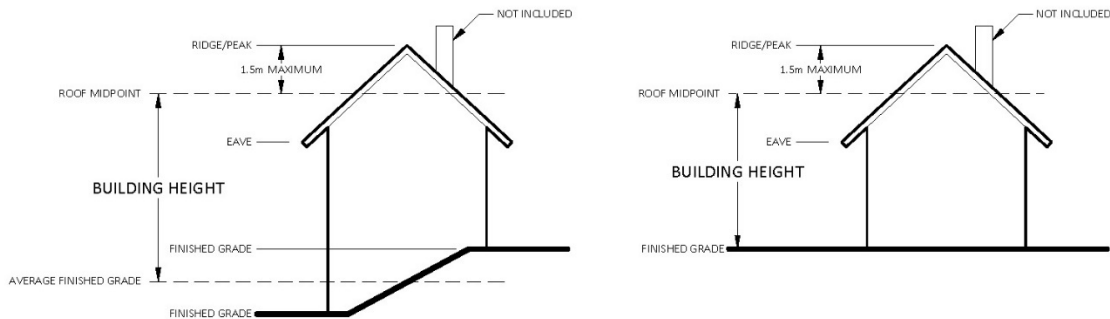 NOT INCLUDED
RIDGE/PEAK
1.5m MAXIMUM
ROOF MIDPOINT
EAVE
BUILDING HEIGHT
FINISHED GRADE
AVERAGE FINISHED GRADE
FINISHED GRADE
NOT INCLUDED
RIDGE/PEAK
1.5m MAXIMUM
ROOF MIDPOINT
EAVE
BUILDING HEIGHT
FINISHED GRADE